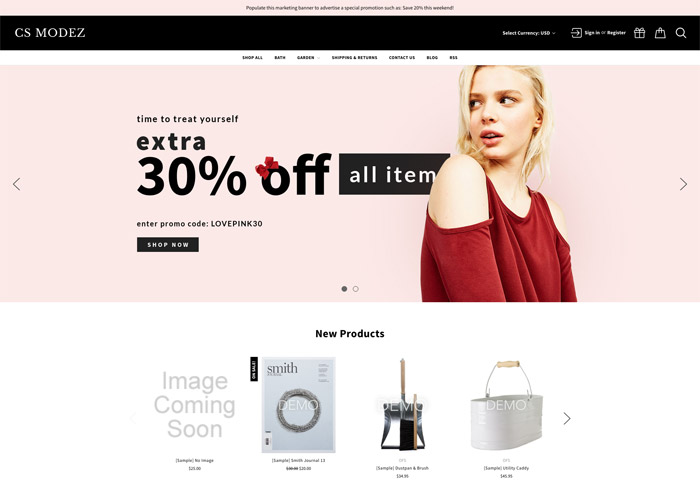 Populate this marketing banner to advertise a special promotion such us: Save 20% this weekend!
CS MODEZ
Select Currency: USD
Sign in or Register
SHOP ALL BATH GARDEN SHIPPING & RETURNS CONTACT US BLOG RSS
time to treat yourself
extra
30% off all item
enter promo code: LOVEPINK30
SHOP NOW
New Products
Image
Coming
Soon
ON SALE!
smith
JOURNAL
DEMO
DEMO
DEMO
OFS
OFS
[Sample] No Image
[Sample] Smith Journal 13
[Sample] Dustpan & Brush
[Sample] Utility Caddy
$20.00
$30.00 $20.00
$34.95
$45.95